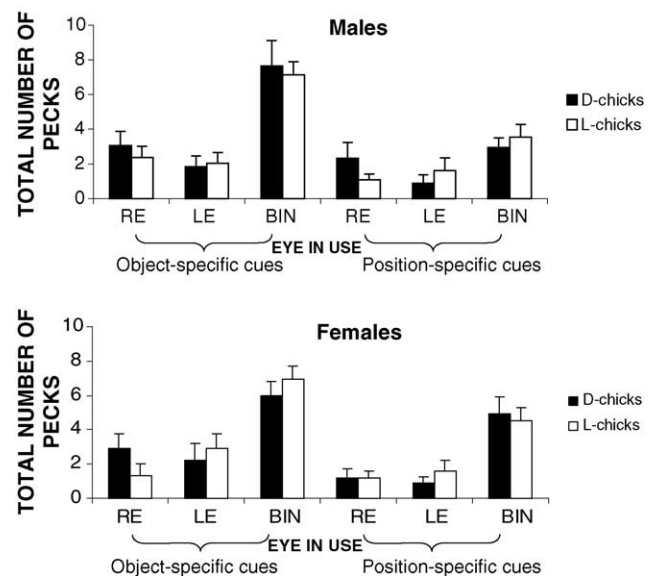 Males
TOTAL NUMBER OF
PECKS
10
8
6
4
2
0
D-chicks
L-chicks
RE LE BIN RE LE BIN
EYE IN USE
Object-specific cues Position-specific cues
Females
TOTAL NUMBER OF
PECKS
10
8
6
4
2
0
D-chicks
L-chicks
RE LE BIN RE LE BIN
EYE IN USE
Object-specific cues Position-specific cues